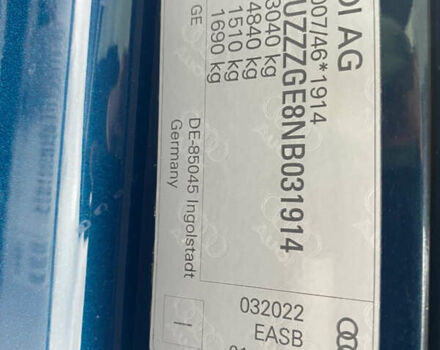 DI AG
007/46*1914
UZZZGE8NB031914
3040 kg
4840 kg
1510 kg
1690 kg
GE
DE-85045 Ingolstadt
Germany
032022
EASB